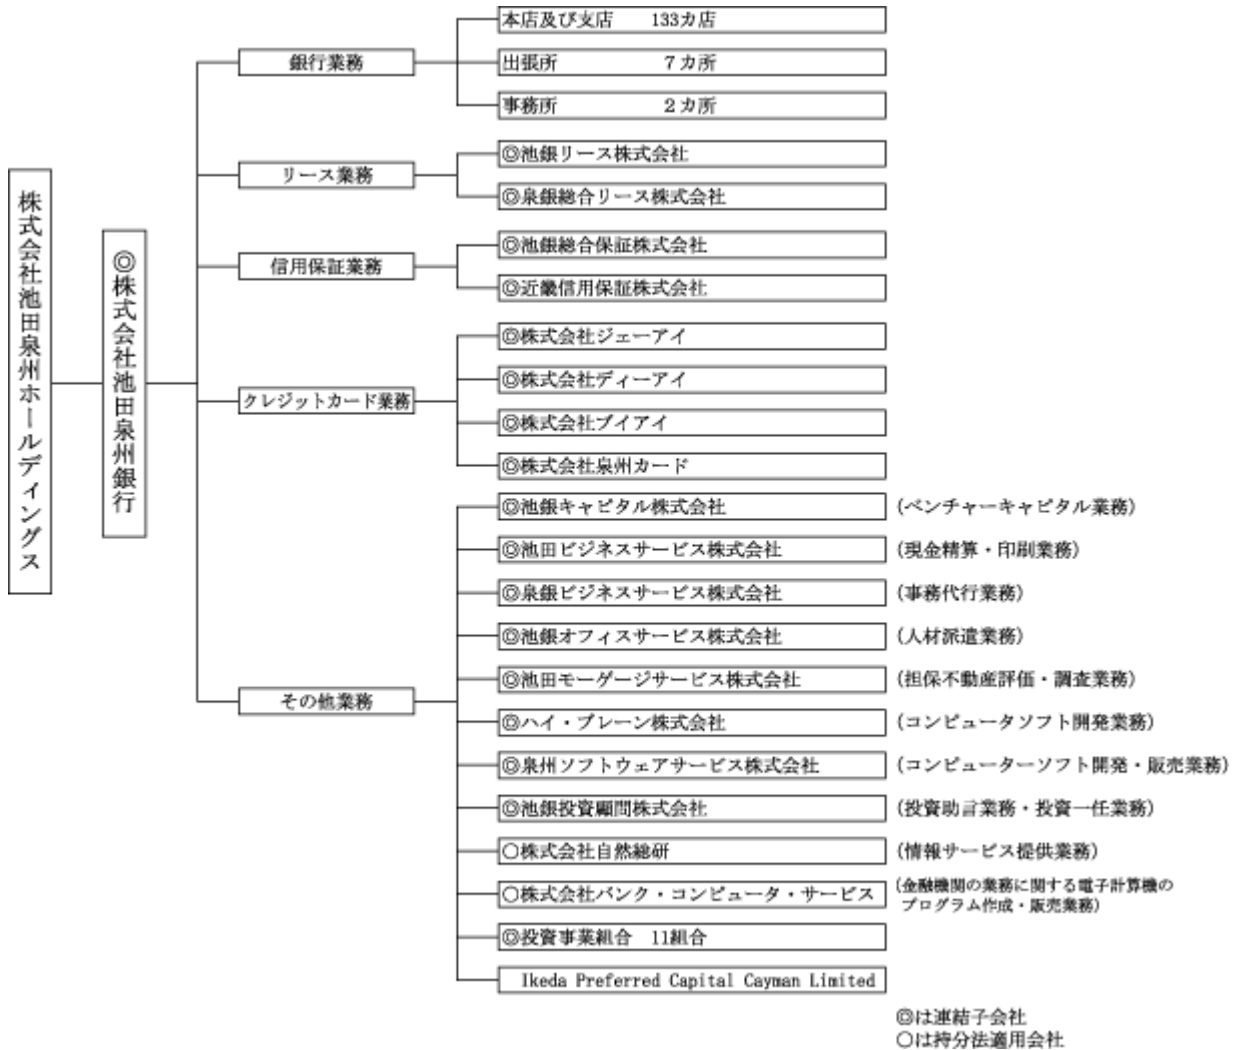 株式会社池田泉州ホールディングス
◎株式会社池田泉州銀行
銀行業務
本店及び支店 133カ店
出張所 7カ所
事務所 2カ所
リース業務
◎池銀リース株式会社
◎泉銀総合リース株式会社
信用保証業務
◎池銀総合保証株式会社
◎近畿信用保証株式会社
クレジットカード業務
◎株式会社ジェーアイ
◎株式会社ディーアイ
◎株式会社ブイアイ
◎株式会社泉州カード
その他業務
◎池銀キャピタル株式会社 (ベンチャーキャピタル業務)
◎池田ビジネスサービス株式会社 (現金精算・印刷業務)
◎泉銀ビジネスサービス株式会社 (事務代行業務)
◎池銀オフィスサービス株式会社 (人材派遣業務)
◎池田モーゲージサービス株式会社 (担保不動産評価・調査業務)
◎ハイ・ブレーン株式会社 (コンピュータソフト開発業務)
◎泉州ソフトウェアサービス株式会社 (コンピューターソフト開発・販売業務)
◎池銀投資顧問株式会社 (投資助言業務・投資一任業務)
○株式会社自然総研 (情報サービス提供業務)
○株式会社バンク・コンピュータ・サービス (金融機関の業務に関する電子計算機の
プログラム作成・販売業務)
◎投資事業組合 11組合
Ikeda Preferred Capital Cayman Limited
◎は連結子会社
○は持分法適用会社